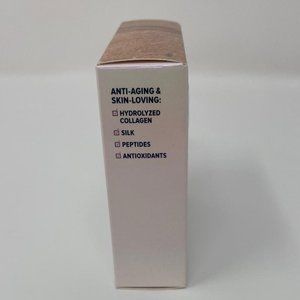 ANTI-AGING &
SKIN-LOVING:
☑ HYDROLYZED
COLLAGEN
☑ SILK
☑ PEPTIDES
☑ ANTIOXIDANTS